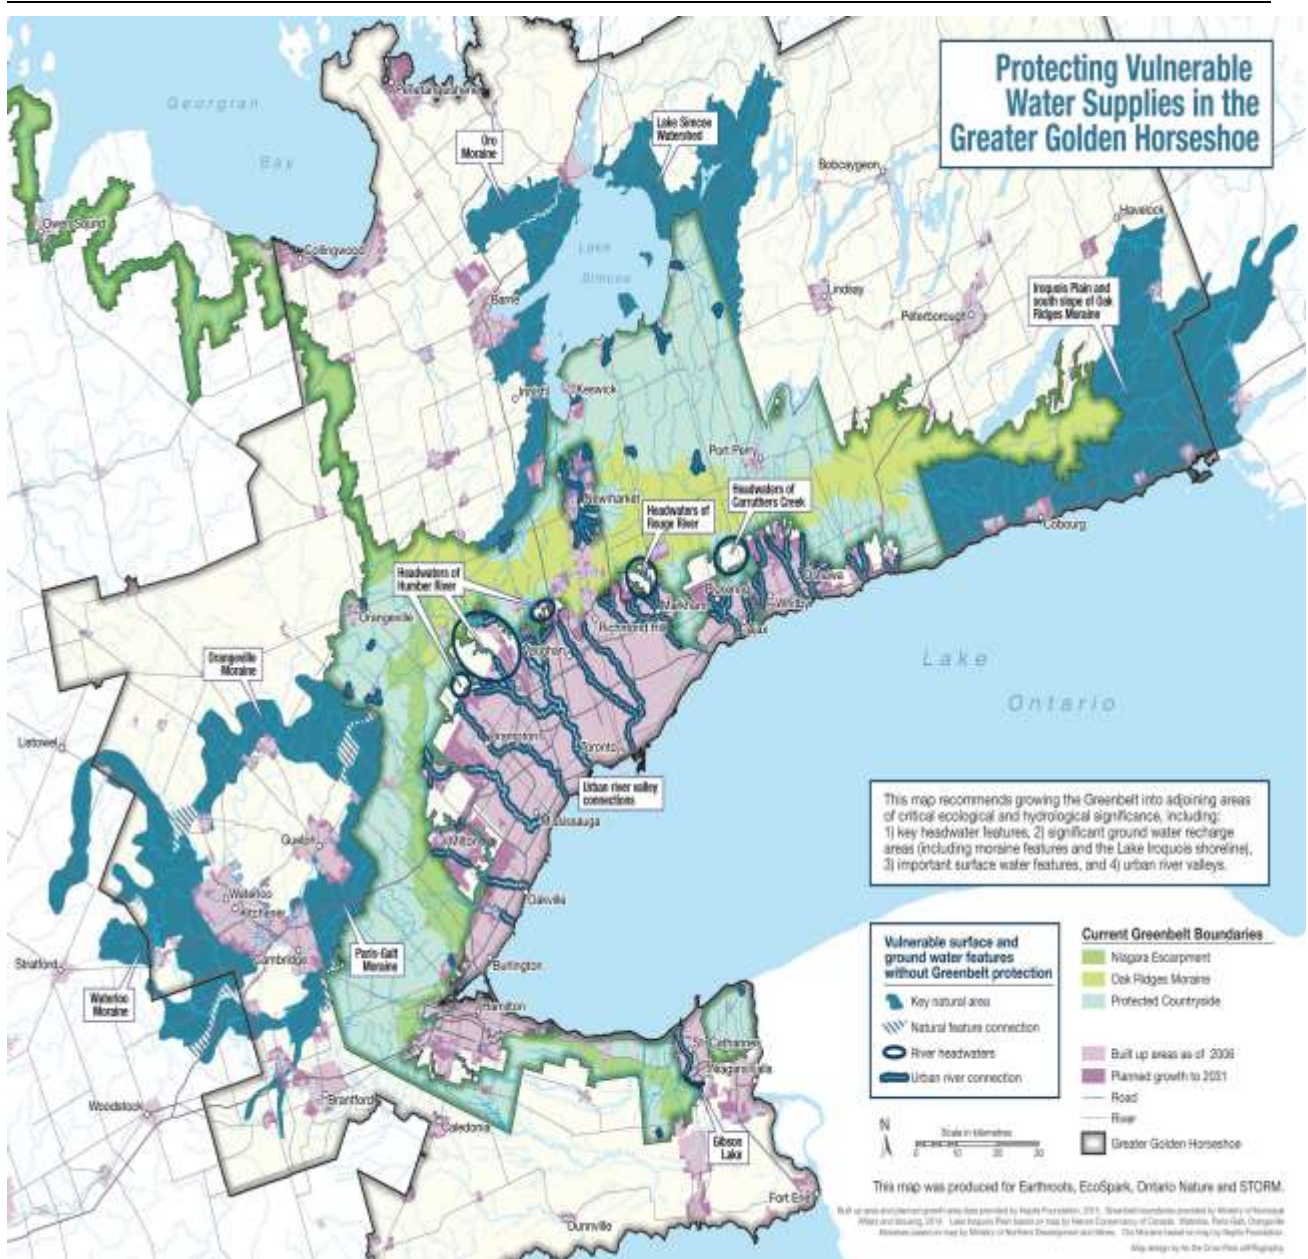 Protecting Vulnerable
Water Supplies in the
Greater Golden Horseshoe
Georgian
Bay
Penetanguishene
Oro
Moraine
Lake Simcoe
Watershed
Bobcaygeon
Havelock
Owen Sound
Collingwood
Lake
Simcoe
Barrie
Lindsay
Peterborough
Iroquois Plain and
south slope of Oak
Ridges Moraine
Innisfil
Keswick
Port Perry
Newmarket
Headwaters of
Carruthers Creek
Headwaters of
Rouge River
Cobourg
Headwaters of
Humber River
Oshawa
Pickering
Whitby
Markham
Ajax
Richmond Hill
Orangeville
Vaughan
Lake
Ontario
Orangeville
Moraine
Listowel
Brampton
Toronto
Urban river valley
connections
Mississauga
Guelph
Milton
Waterloo
Kitchener
Oakville
Cambridge
Paris-Galt
Moraine
Stratford
Burlington
Waterloo
Moraine
Hamilton
St. Catharines
Niagara Falls
Woodstock
Brantford
Caledonia
Gibson
Lake
Fort Erie
Dunnville
This map recommends growing the Greenbelt into adjoining areas
of critical ecological and hydrological significance, including:
1) key headwater features, 2) significant ground water recharge
areas (including moraine features and the Lake Iroquois shoreline),
3) important surface water features, and 4) urban river valleys.
Vulnerable surface and
ground water features
without Greenbelt protection
Key natural area
Natural feature connection
River headwaters
Urban river connection
Current Greenbelt Boundaries
Niagara Escarpment
Oak Ridges Moraine
Protected Countryside
Built up areas as of 2006
Planned growth to 2031
Road
River
Greater Golden Horseshoe
N
Scale in kilometres
0 10 20 30
This map was produced for Earthroots, EcoSpark, Ontario Nature and STORM.